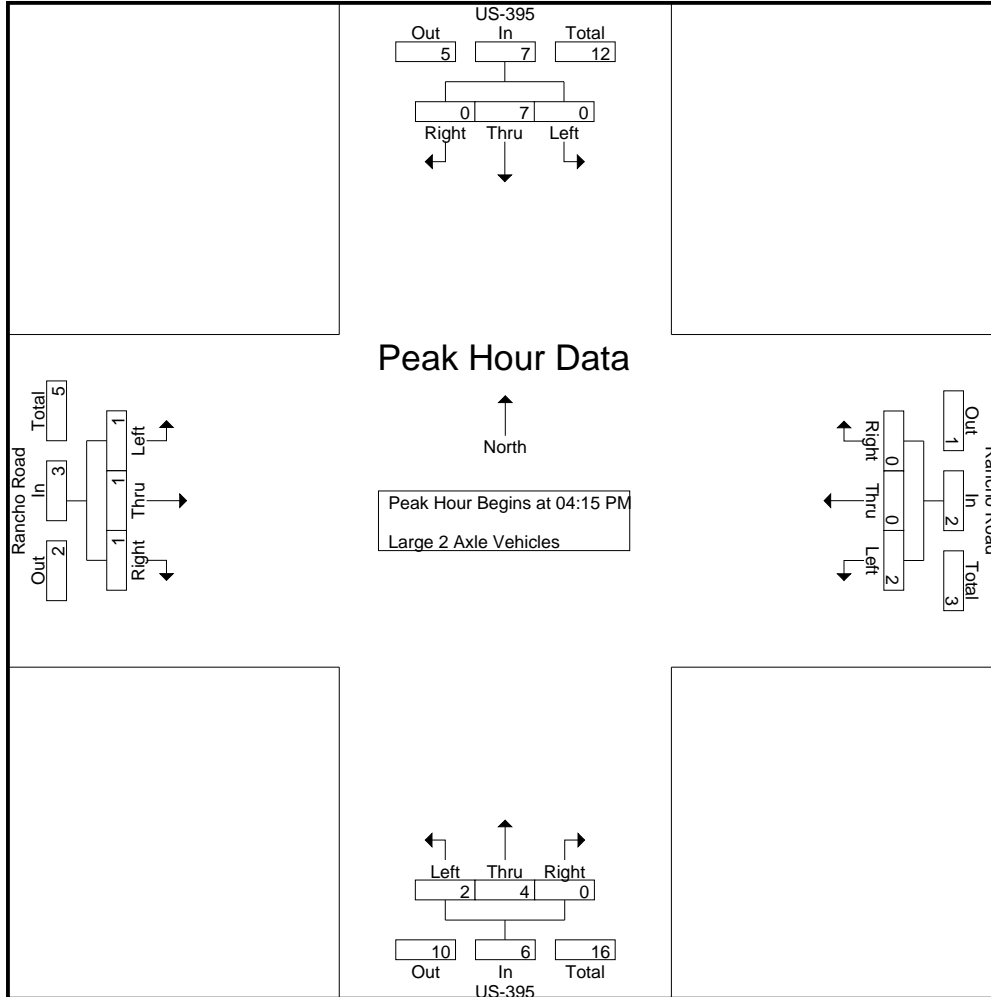 US-395
Out In Total
5 7 12
0 7 0
Right Thru Left
Peak Hour Data
North
Peak Hour Begins at 04:15 PM
Large 2 Axle Vehicles
Rancho Road
Out In Total
2 3 5
Left Thru Right
1 1 1
Rancho Road
Out In Total
1 2 3
Right Thru Left
0 0 2
Left Thru Right
2 4 0
10 6 16
Out In Total
US-395